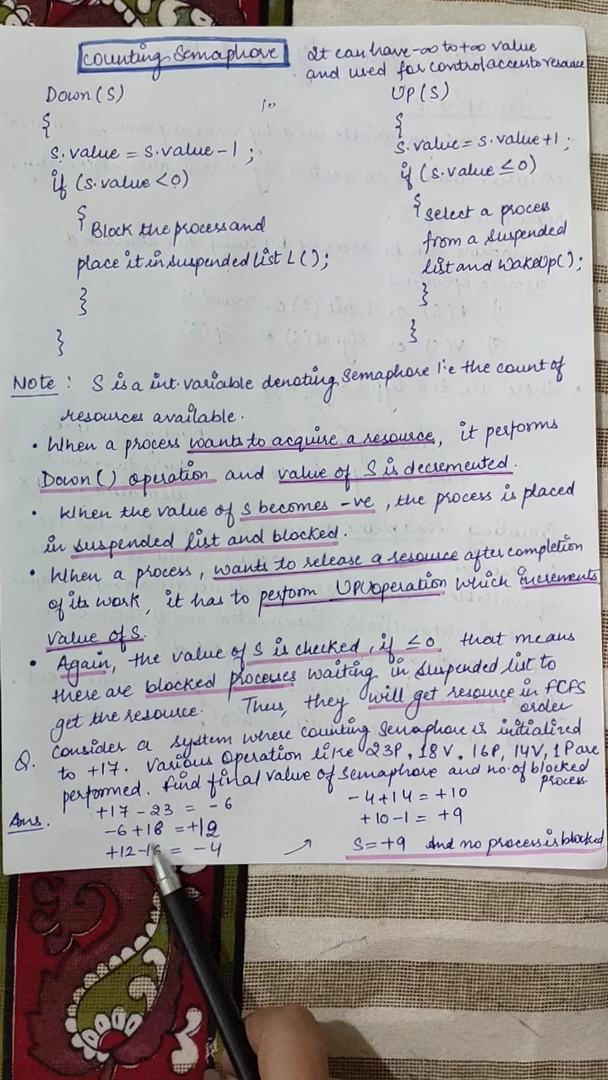 Counting Semaphore
It can have -∞ to +∞ value
and used for control access to resource
Down(S)
{
S.value = S.value - 1 ;
if (S.value < 0)
{ Block the process and
place it in suspended list L();
}
}
UP(S)
{
S.value = S.value + 1 ;
if (S.value ≤ 0)
{ select a process
from a suspended
list and WakeUp();
}
}
Note : S is a int. variable denoting Semaphore i.e the count of
resources available.
• When a process wants to acquire a resource, it performs
Down() operation and value of S is decremented.
• When the value of S becomes -ve, the process is placed
in suspended list and blocked.
• When a process, wants to release a resource after completion
of its work, it has to perform UP() operation which increments
value of S.
• Again, the value of S is checked, if ≤ 0 that means
there are blocked processes waiting in suspended list to
get the resource. Thus, they will get resource in FCFS
order
Q. Consider a system where counting semaphore is initialized
to +17. Various Operation like 23P, 18V, 16P, 14V, 1P are
performed. Find final value of Semaphore and no. of blocked
process
Ans. +17 - 23 = -6
-6 + 18 = +12
+12 - 16 = -4
-4 + 14 = +10
+10 - 1 = +9
S = +9 and no process is blocked